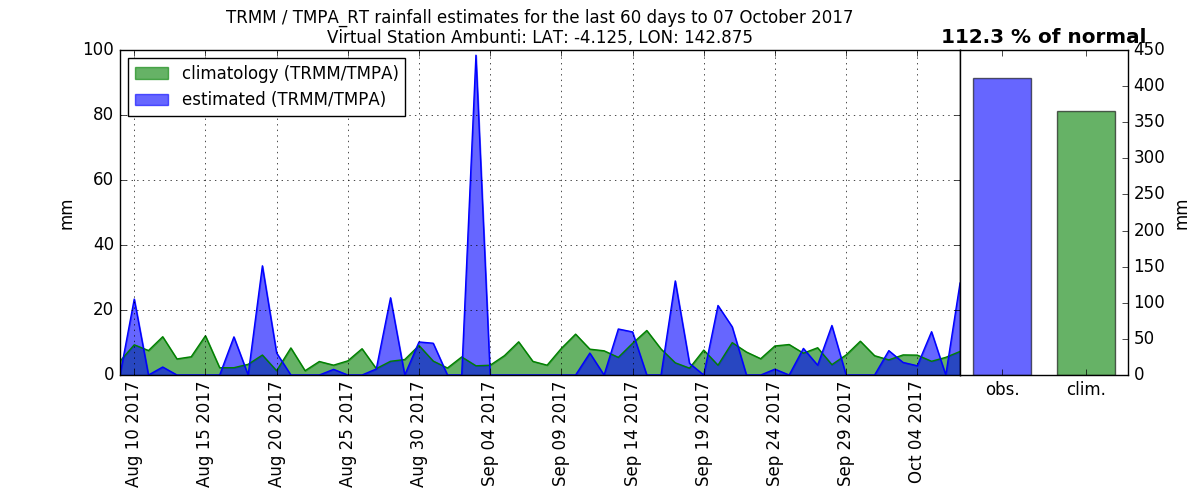 TRMM / TMPA_RT rainfall estimates for the last 60 days to 07 October 2017
Virtual Station Ambunti: LAT: -4.125, LON: 142.875
112.3 % of normal
climatology (TRMM/TMPA)
estimated (TRMM/TMPA)
mm
100
80
60
40
20
0
Aug 10 2017
Aug 15 2017
Aug 20 2017
Aug 25 2017
Aug 30 2017
Sep 04 2017
Sep 09 2017
Sep 14 2017
Sep 19 2017
Sep 24 2017
Sep 29 2017
Oct 04 2017
obs.
clim.
450
400
350
300
250
200
150
100
50
0
mm